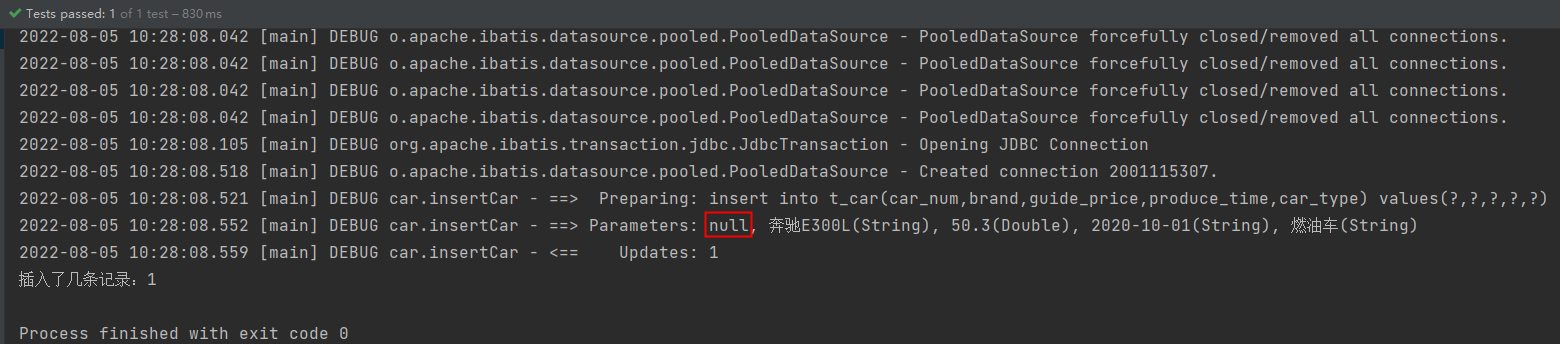 Tests passed: 1 of 1 test – 830 ms
2022-08-05 10:28:08.042 [main] DEBUG o.apache.ibatis.datasource.pooled.PooledDataSource - PooledDataSource forcefully closed/removed all connections.
2022-08-05 10:28:08.042 [main] DEBUG o.apache.ibatis.datasource.pooled.PooledDataSource - PooledDataSource forcefully closed/removed all connections.
2022-08-05 10:28:08.042 [main] DEBUG o.apache.ibatis.datasource.pooled.PooledDataSource - PooledDataSource forcefully closed/removed all connections.
2022-08-05 10:28:08.042 [main] DEBUG o.apache.ibatis.datasource.pooled.PooledDataSource - PooledDataSource forcefully closed/removed all connections.
2022-08-05 10:28:08.105 [main] DEBUG org.apache.ibatis.transaction.jdbc.JdbcTransaction - Opening JDBC Connection
2022-08-05 10:28:08.518 [main] DEBUG o.apache.ibatis.datasource.pooled.PooledDataSource - Created connection 2001115307.
2022-08-05 10:28:08.521 [main] DEBUG car.insertCar - ==>  Preparing: insert into t_car(car_num,brand,guide_price,produce_time,car_type) values(?,?,?,?,?)
2022-08-05 10:28:08.552 [main] DEBUG car.insertCar - ==> Parameters: null, 奔驰E300L(String), 50.3(Double), 2020-10-01(String), 燃油车(String)
2022-08-05 10:28:08.559 [main] DEBUG car.insertCar - <==    Updates: 1
插入了几条记录：1
Process finished with exit code 0